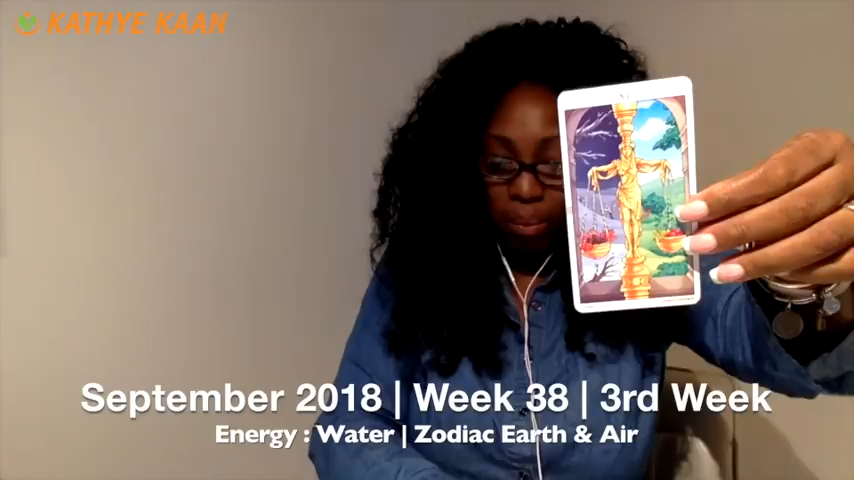 KATHYE KAAN
September 2018 | Week 38 | 3rd Week
Energy : Water | Zodiac Earth & Air